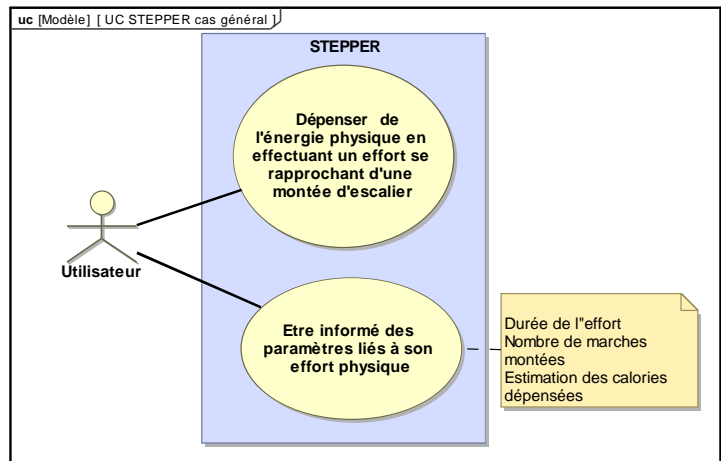 uc [Modèle] [ UC STEPPER cas général ]
STEPPER
Dépenser de
l'énergie physique en
effectuant un effort se
rapprochant d'une
montée d'escalier
Utilisateur
Etre informé des
paramètres liés à son
effort physique
Durée de l"effort
Nombre de marches
montées
Estimation des calories
dépensées